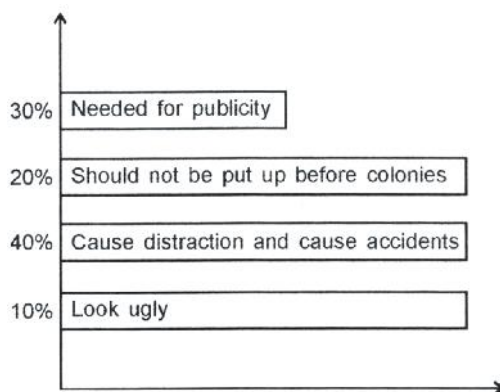 30% Needed for publicity
20% Should not be put up before colonies
40% Cause distraction and cause accidents
10% Look ugly